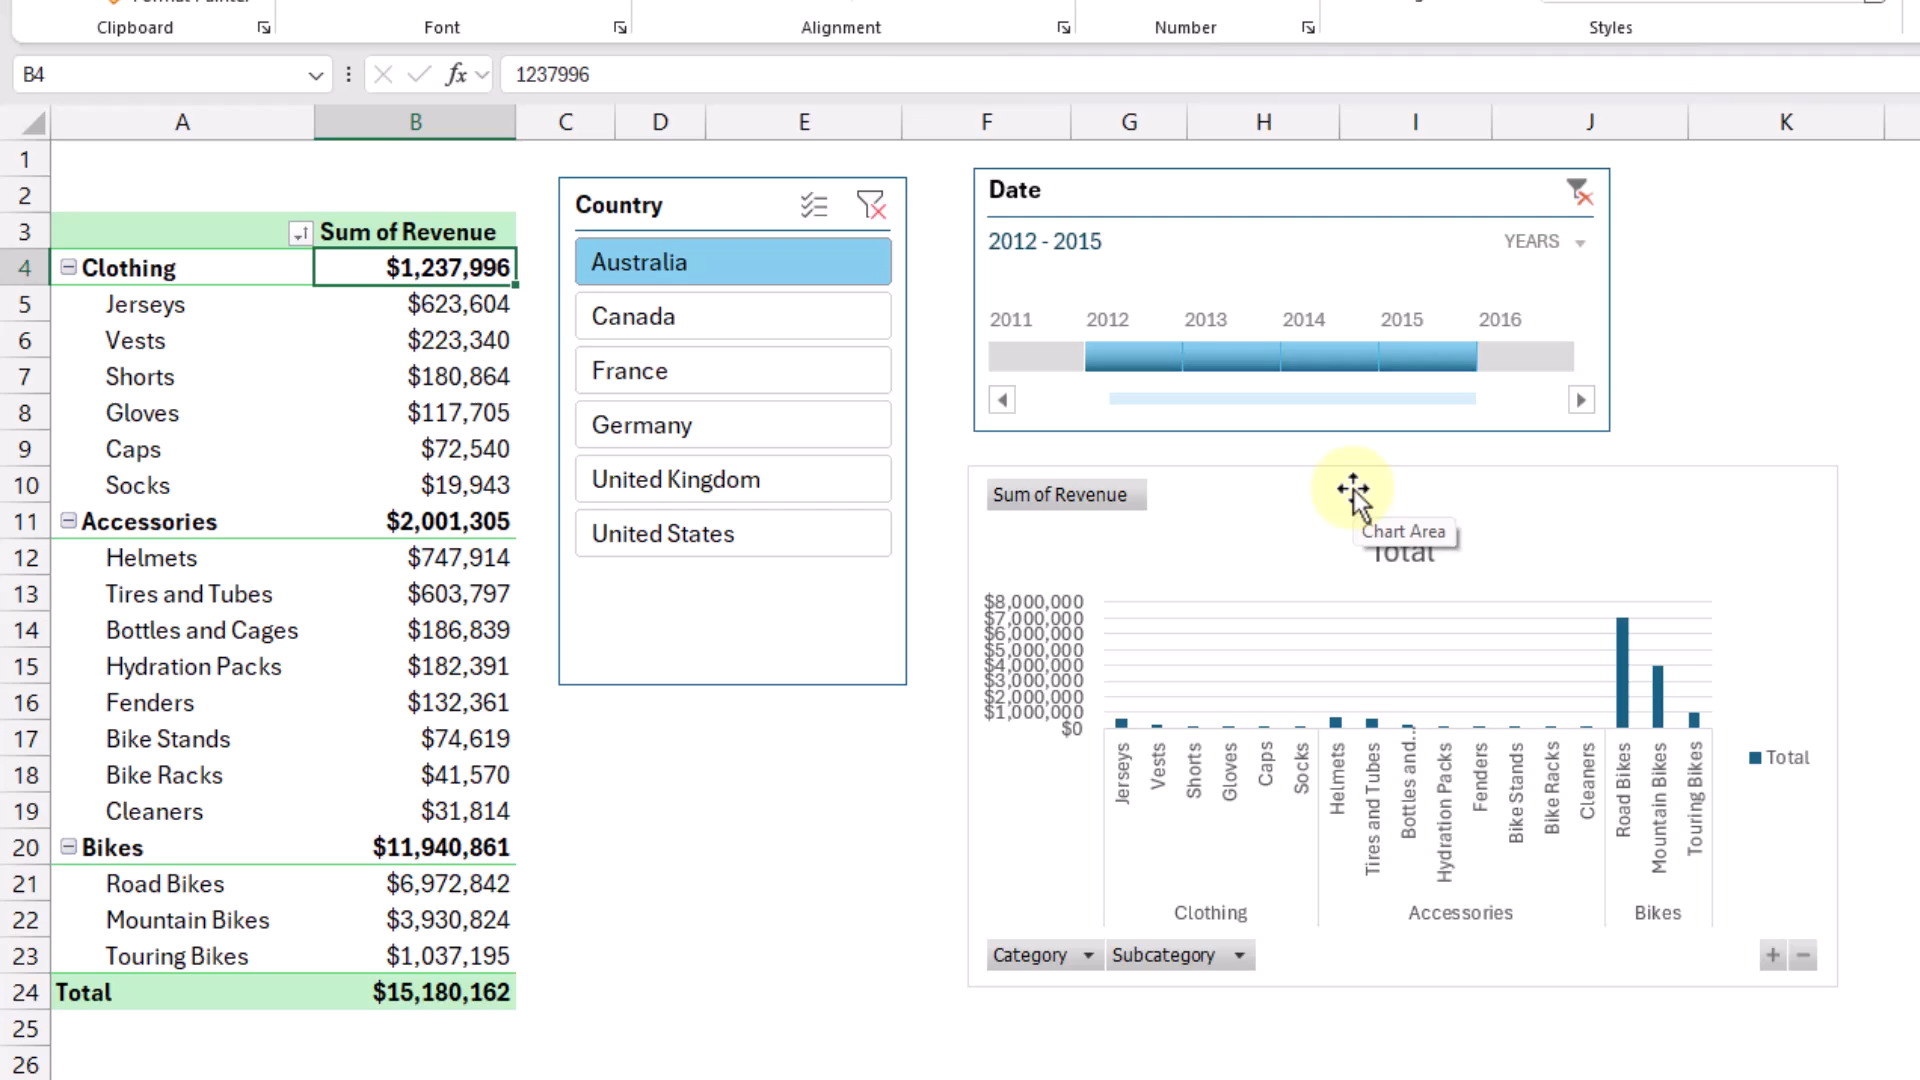 Format Painter
Clipboard
Font
Alignment
Number
Styles
B4
fx
1237996
A B C D E F G H I J K
1
2
3 Sum of Revenue
4 Clothing $1,237,996
5 Jerseys $623,604
6 Vests $223,340
7 Shorts $180,864
8 Gloves $117,705
9 Caps $72,540
10 Socks $19,943
11 Accessories $2,001,305
12 Helmets $747,914
13 Tires and Tubes $603,797
14 Bottles and Cages $186,839
15 Hydration Packs $182,391
16 Fenders $132,361
17 Bike Stands $74,619
18 Bike Racks $41,570
19 Cleaners $31,814
20 Bikes $11,940,861
21 Road Bikes $6,972,842
22 Mountain Bikes $3,930,824
23 Touring Bikes $1,037,195
24 Total $15,180,162
25
26
Country
Australia
Canada
France
Germany
United Kingdom
United States
Date
2012 - 2015
YEARS
2011 2012 2013 2014 2015 2016
Sum of Revenue
Chart Area
Total
$8,000,000
$7,000,000
$6,000,000
$5,000,000
$4,000,000
$3,000,000
$2,000,000
$1,000,000
$0
Jerseys
Vests
Shorts
Gloves
Caps
Socks
Helmets
Tires and Tubes
Bottles and...
Hydration Packs
Fenders
Bike Stands
Bike Racks
Cleaners
Road Bikes
Mountain Bikes
Touring Bikes
Total
Clothing Accessories Bikes
Category Subcategory + −